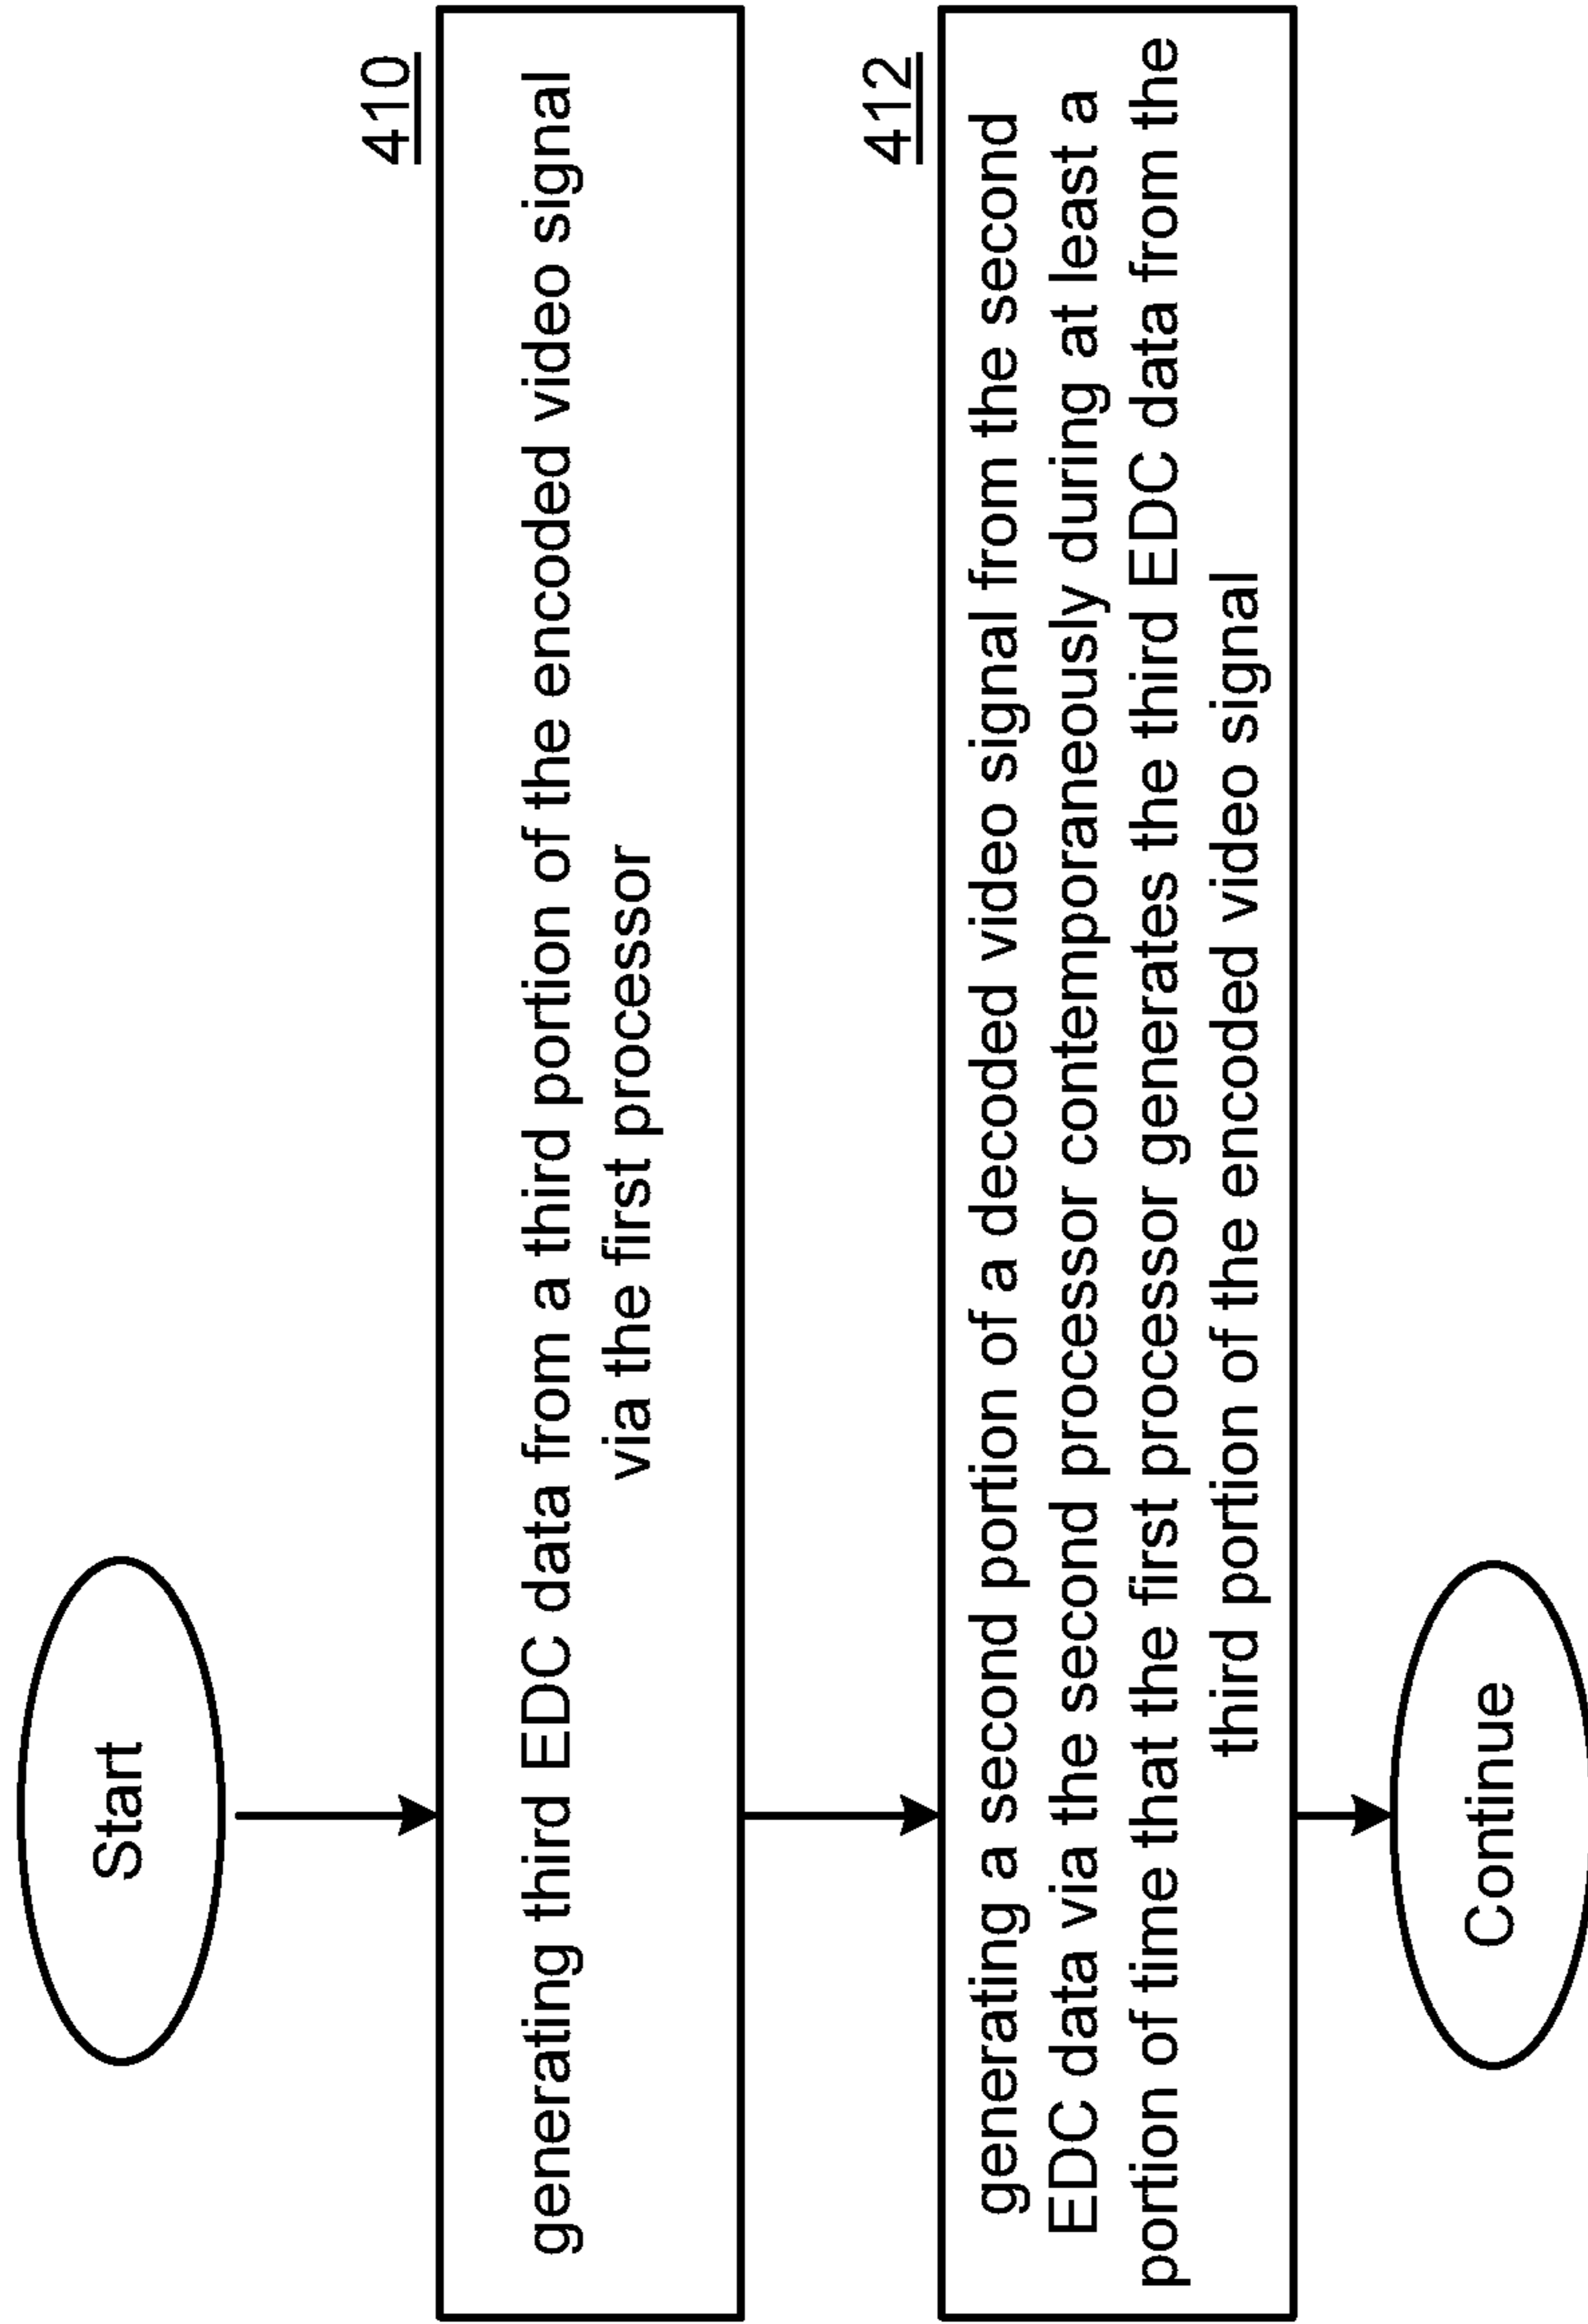 Start
410
generating third EDC data from a third portion of the encoded video signal
via the first processor
412
generating a second portion of a decoded video signal from the second
EDC data via the second processor contemporaneously during at least a
portion of time that the first processor generates the third EDC data from the
third portion of the encoded video signal
Continue